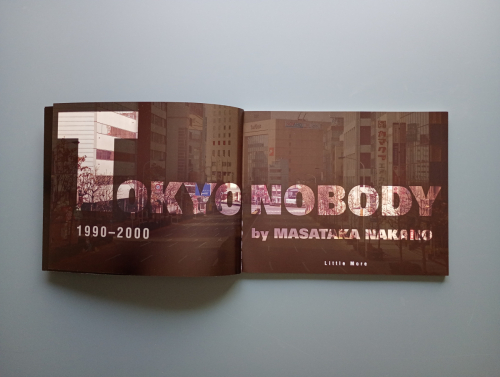 TOKYO NOBODY
1990–2000
by MASATAKA NAKANO
Little More